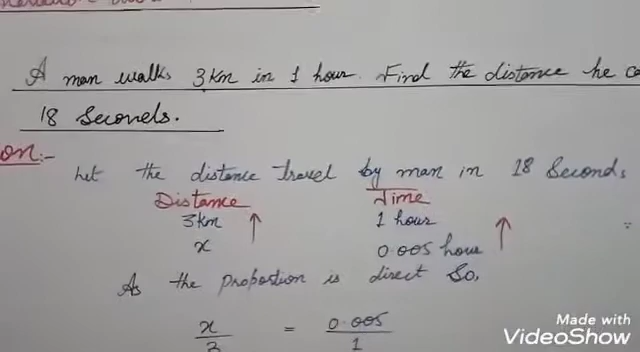 A man walks 3km in 1 hour. Find the distance he
18 Seconds.
on:-
Let the distance travel by man in 18 Seconds
Distance Time
3km ↑ 1 hour ↑
x 0.005 hour
As the proportion is direct So,
x/3 = 0.005/1
Made with
VideoShow